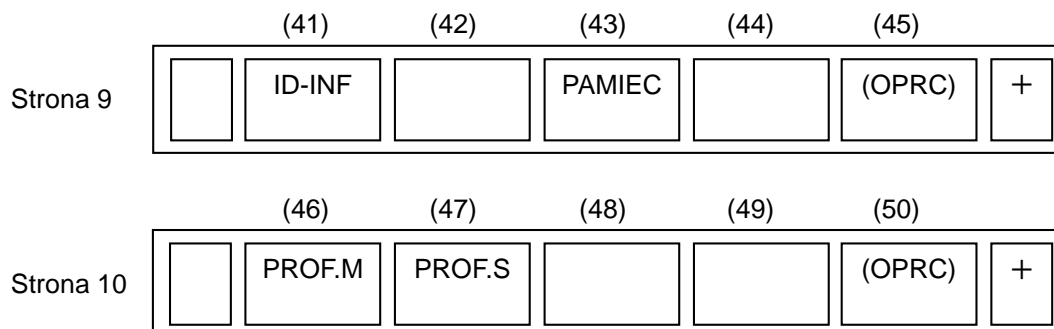 (41) (42) (43) (44) (45)
Strona 9 ID-INF PAMIEC (OPRC) +
(46) (47) (48) (49) (50)
Strona 10 PROF.M PROF.S (OPRC) +